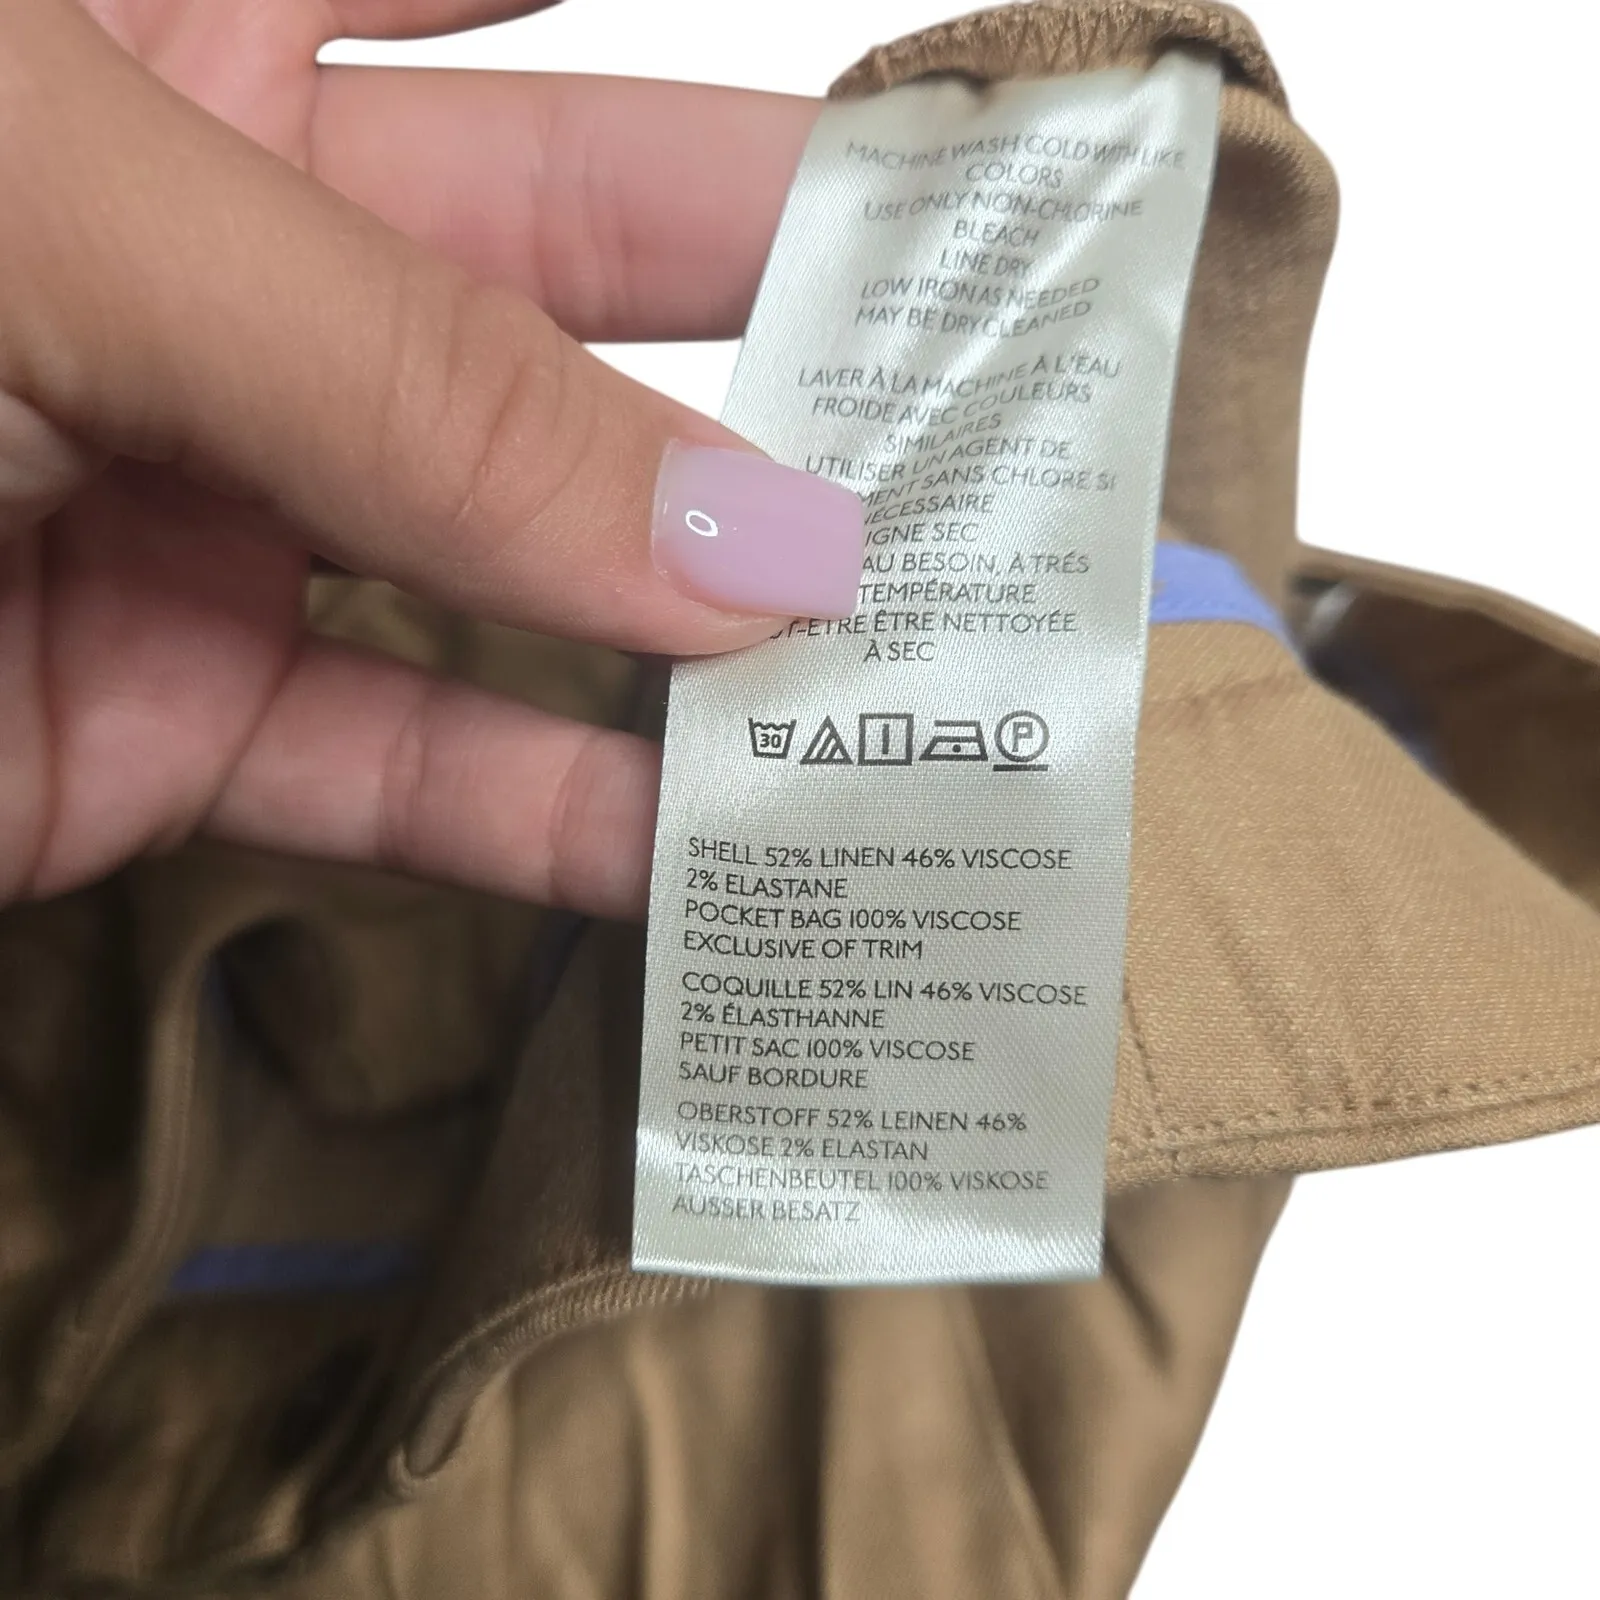 MACHINE WASH COLD WITH LIKE
COLORS
USE ONLY NON-CHLORINE
BLEACH
LINE DRY
LOW IRON AS NEEDED
MAY BE DRY CLEANED
LAVER À LA MACHINE À L'EAU
FROIDE AVEC COULEURS
SIMILAIRES
UTILISER UN AGENT DE
SANS CHLORE SI
SEC
AU BESOIN, À TRÉS
TEMPÉRATURE
ÊTRE NETTOYÉE
À SEC
30 P
SHELL 52% LINEN 46% VISCOSE
2% ELASTANE
POCKET BAG 100% VISCOSE
EXCLUSIVE OF TRIM
COQUILLE 52% LIN 46% VISCOSE
2% ÉLASTHANNE
PETIT SAC 100% VISCOSE
SAUF BORDURE
OBERSTOFF 52% LEINEN 46%
VISKOSE 2% ELASTAN
TASCHENBEUTEL 100% VISKOSE
AUSSER BESATZ